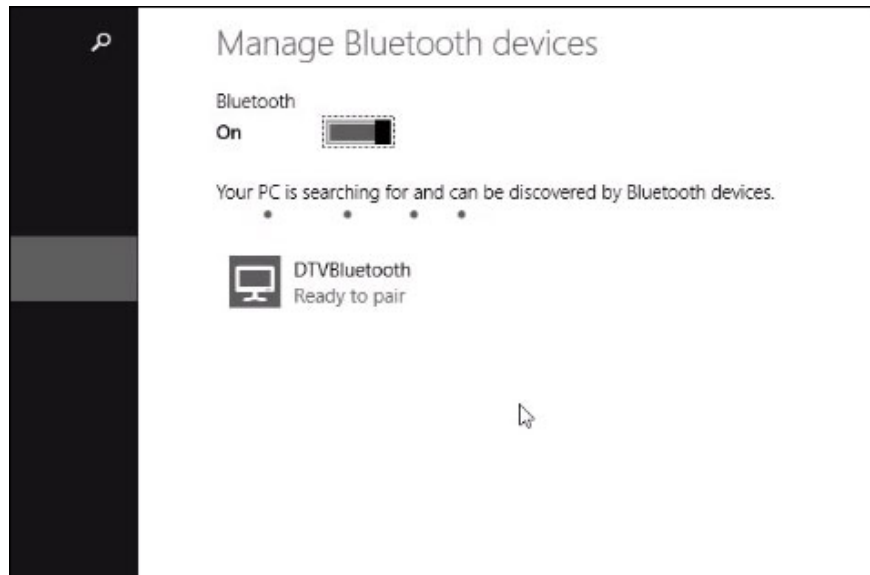 Manage Bluetooth devices
Bluetooth
On
Your PC is searching for and can be discovered by Bluetooth devices.
DTVBluetooth
Ready to pair